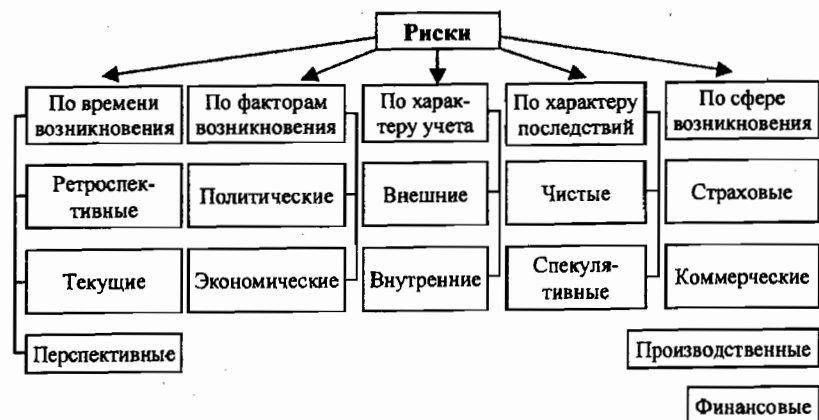 Риски
По времени
возникновения
По факторам
возникновения
По харак-
теру учета
По характеру
последствий
По сфере
возникновения
Ретроспек-
тивные
Политические
Внешние
Чистые
Страховые
Текущие
Экономические
Внутренние
Спекуля-
тивные
Коммерческие
Перспективные
Производственные
Финансовые